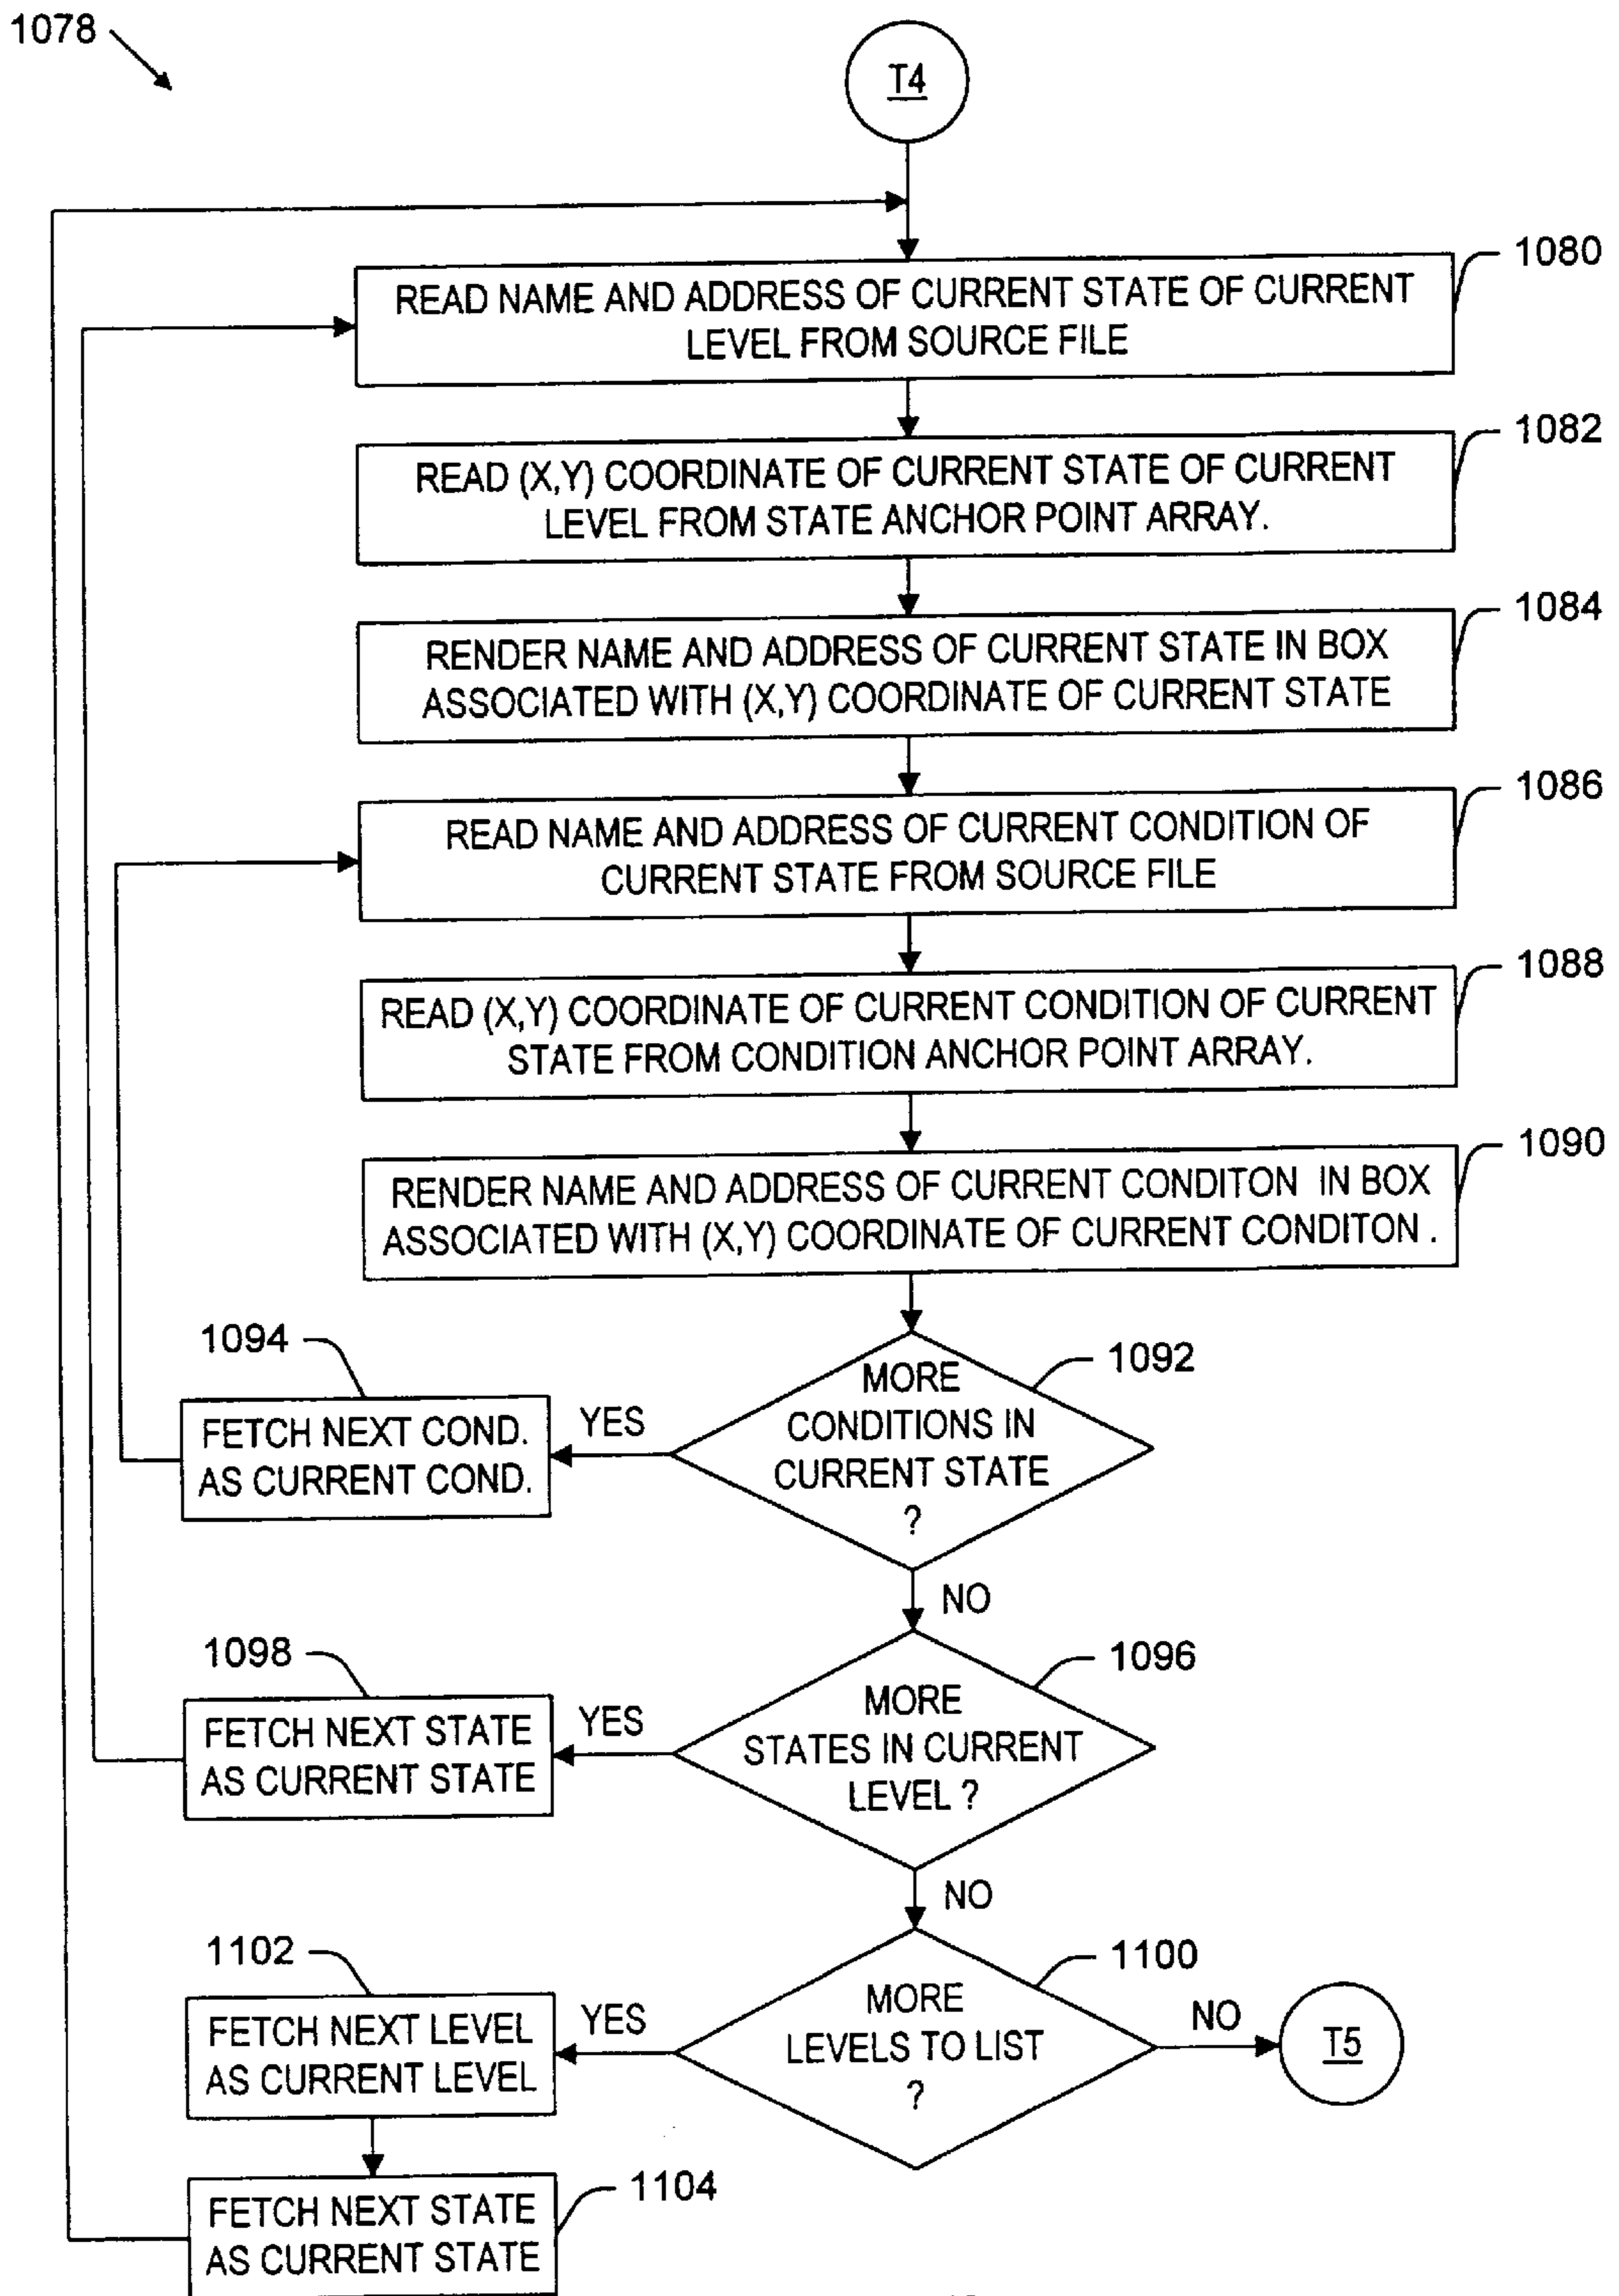 1078
T4
1080
READ NAME AND ADDRESS OF CURRENT STATE OF CURRENT
LEVEL FROM SOURCE FILE
1082
READ (X,Y) COORDINATE OF CURRENT STATE OF CURRENT
LEVEL FROM STATE ANCHOR POINT ARRAY.
1084
RENDER NAME AND ADDRESS OF CURRENT STATE IN BOX
ASSOCIATED WITH (X,Y) COORDINATE OF CURRENT STATE
1086
READ NAME AND ADDRESS OF CURRENT CONDITION OF
CURRENT STATE FROM SOURCE FILE
1088
READ (X,Y) COORDINATE OF CURRENT CONDITION OF CURRENT
STATE FROM CONDITION ANCHOR POINT ARRAY.
1090
RENDER NAME AND ADDRESS OF CURRENT CONDITON IN BOX
ASSOCIATED WITH (X,Y) COORDINATE OF CURRENT CONDITON .
1092
MORE
CONDITIONS IN
CURRENT STATE
?
YES
1094
FETCH NEXT COND.
AS CURRENT COND.
NO
1096
MORE
STATES IN CURRENT
LEVEL ?
YES
1098
FETCH NEXT STATE
AS CURRENT STATE
NO
1100
MORE
LEVELS TO LIST
?
NO
T5
YES
1102
FETCH NEXT LEVEL
AS CURRENT LEVEL
1104
FETCH NEXT STATE
AS CURRENT STATE